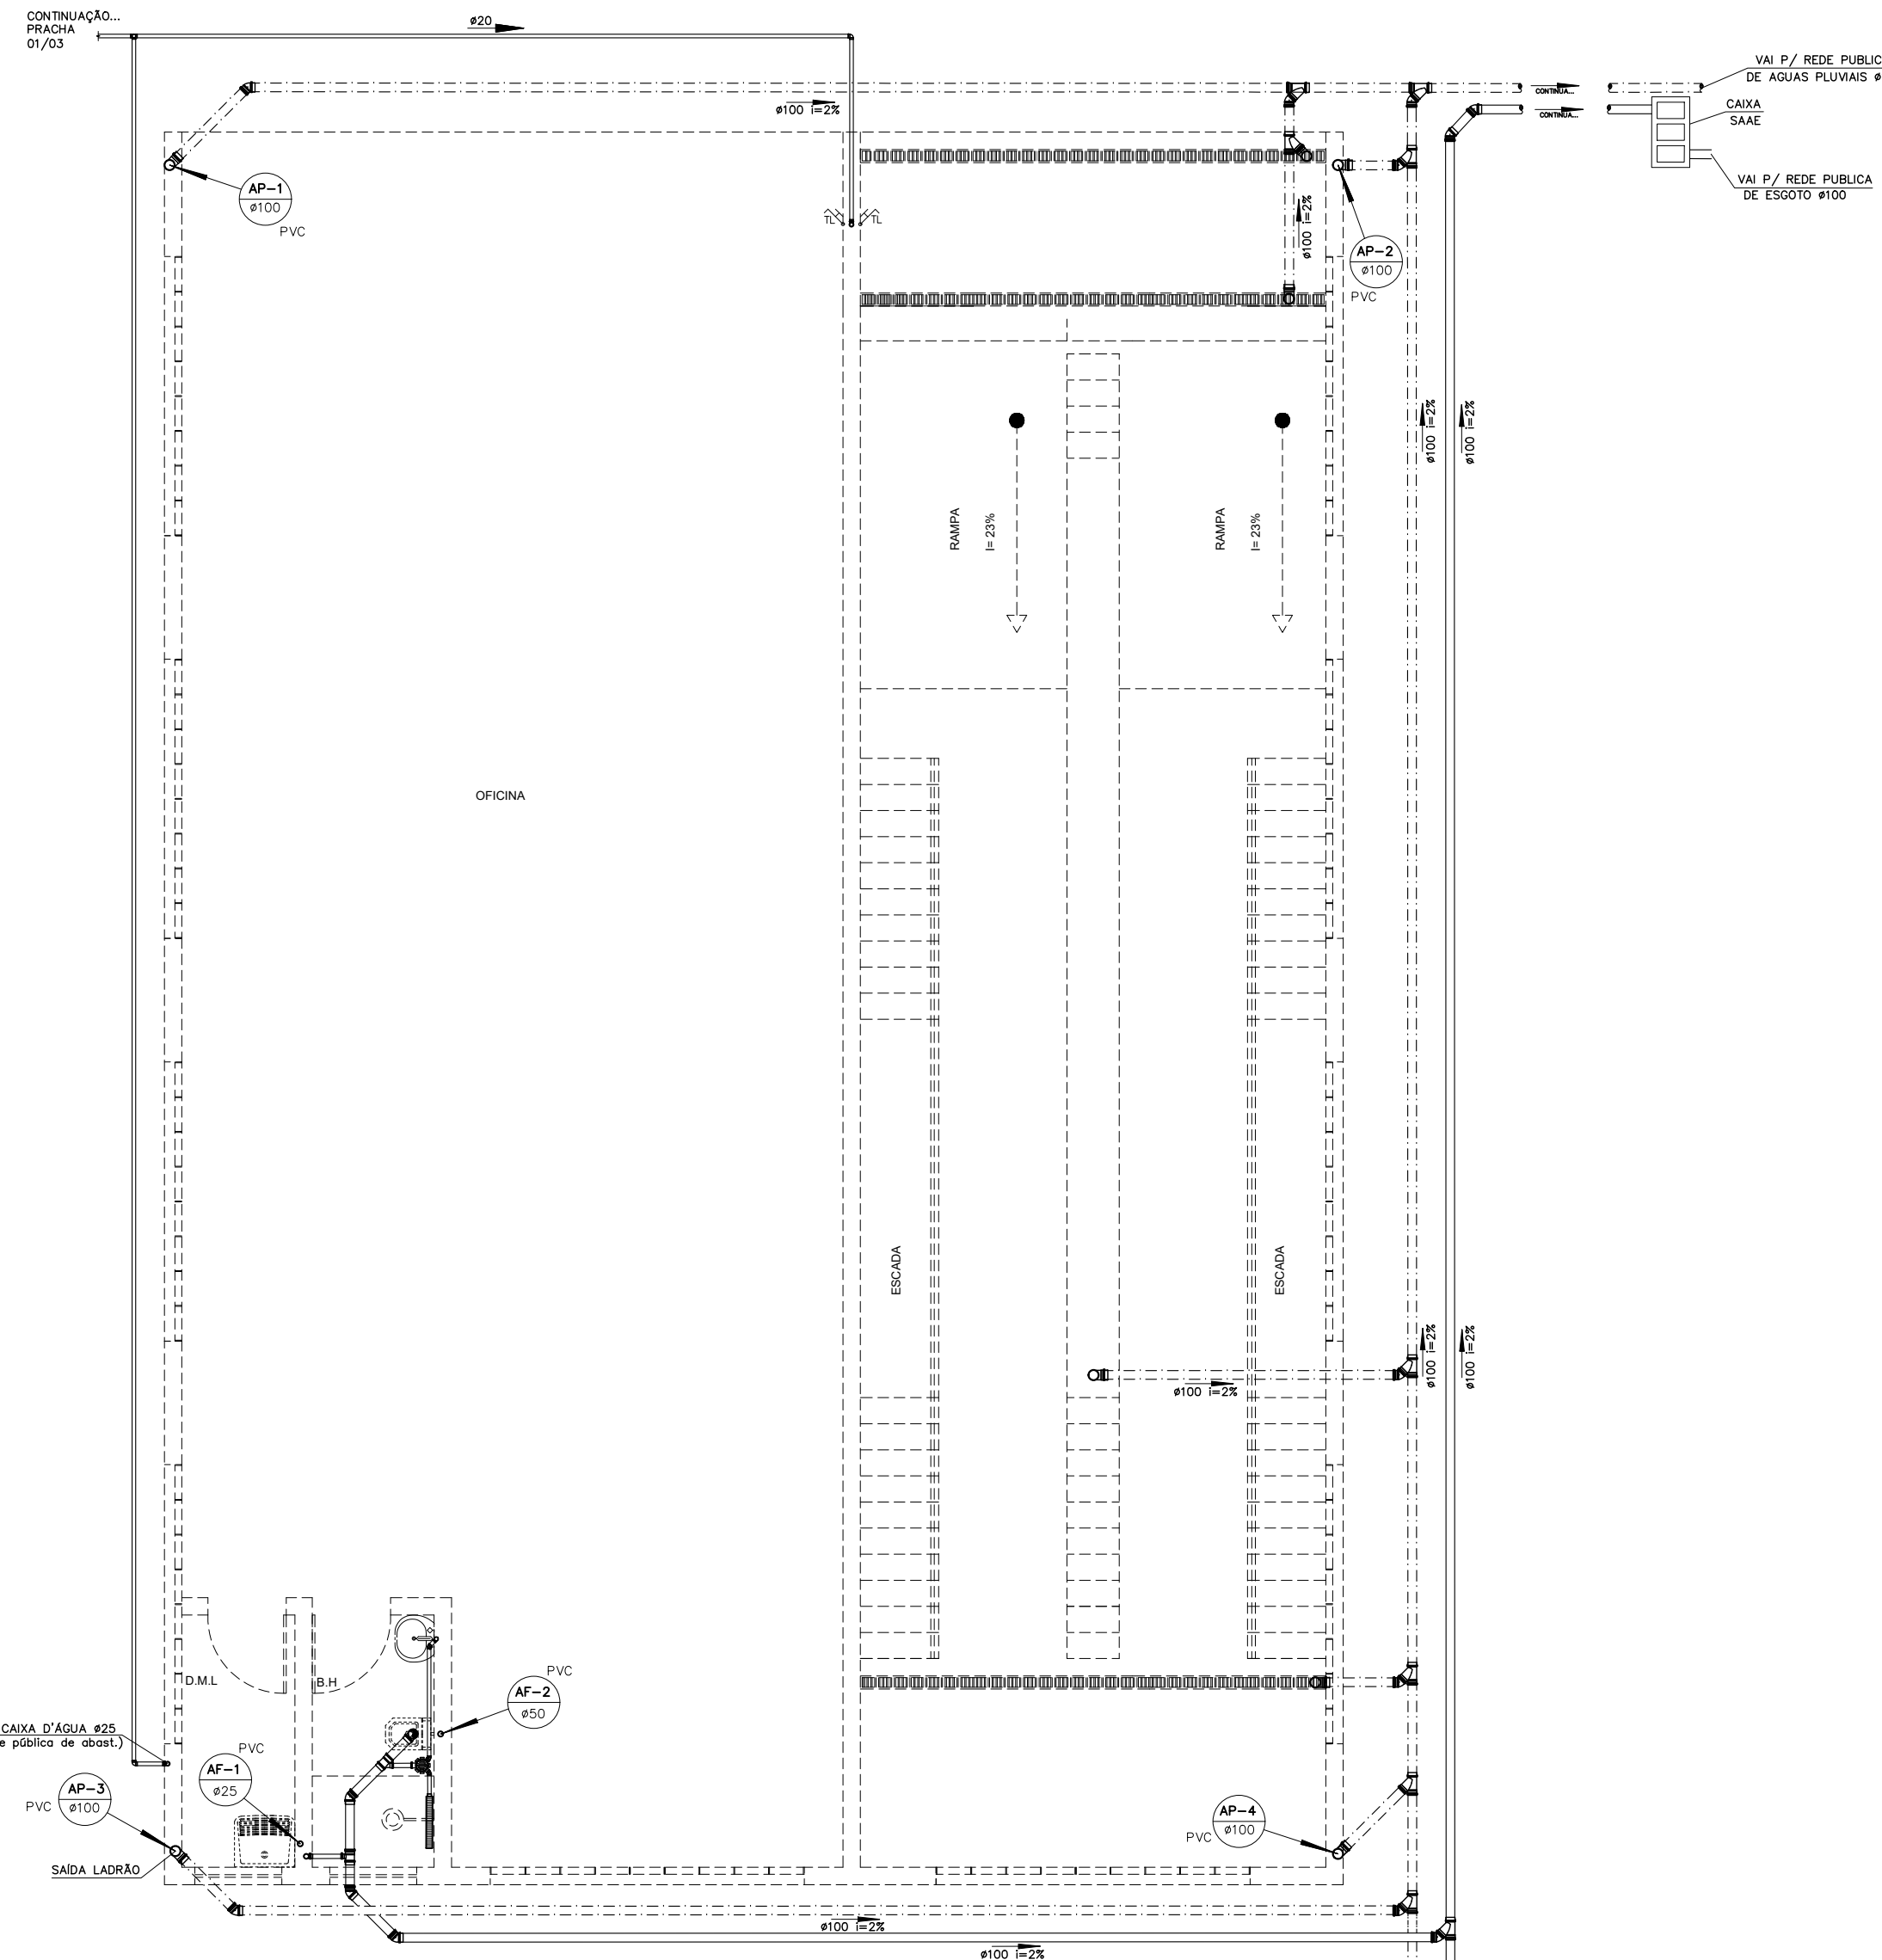 CONTINUAÇÃO...
PRACHA
01/03
ø20
VAI P/ REDE PUBLIC
DE AGUAS PLUVIAIS ø
CAIXA
SAAE
CONTINUA...
CONTINUA...
ø100 i=2%
VAI P/ REDE PUBLICA
DE ESGOTO ø100
AP-1
ø100
PVC
TL
TL
ø100 i=2%
AP-2
ø100
PVC
ø100 i=2%
ø100 i=2%
RAMPA
I= 23%
RAMPA
I= 23%
OFICINA
ESCADA
ESCADA
ø100 i=2%
ø100 i=2%
ø100 i=2%
D.M.L
B.H
PVC
AF-2
ø50
CAIXA D'ÁGUA ø25
e pública de abast.)
PVC
AF-1
ø25
AP-3
ø100
PVC
AP-4
ø100
PVC
SAÍDA LADRÃO
ø100 i=2%
ø100 i=2%